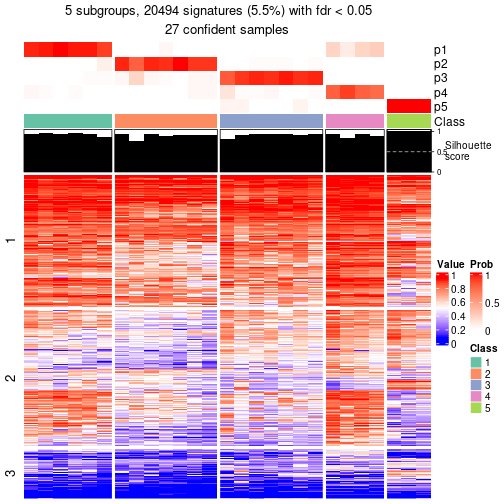 5 subgroups, 20494 signatures (5.5%) with fdr < 0.05
27 confident samples
p1
p2
p3
p4
p5
Class
1
0.5
0
Silhouette
score
1
2
3
Value
1
0.8
0.6
0.4
0.2
0
Prob
1
0.5
0
Class
1
2
3
4
5